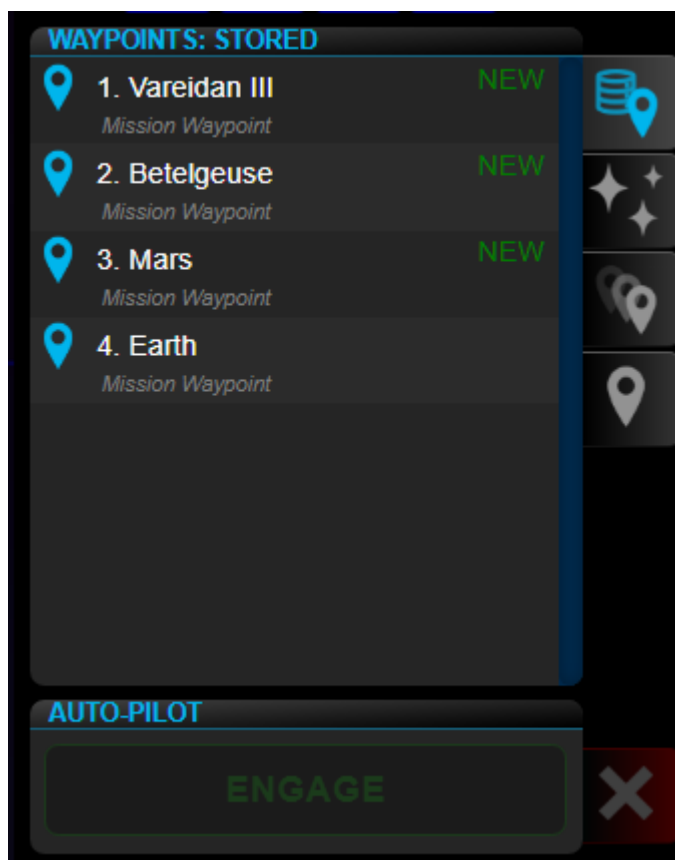 WAYPOINTS: STORED
1. Vareidan III NEW
Mission Waypoint
2. Betelgeuse NEW
Mission Waypoint
3. Mars NEW
Mission Waypoint
4. Earth
Mission Waypoint
AUTO-PILOT
ENGAGE